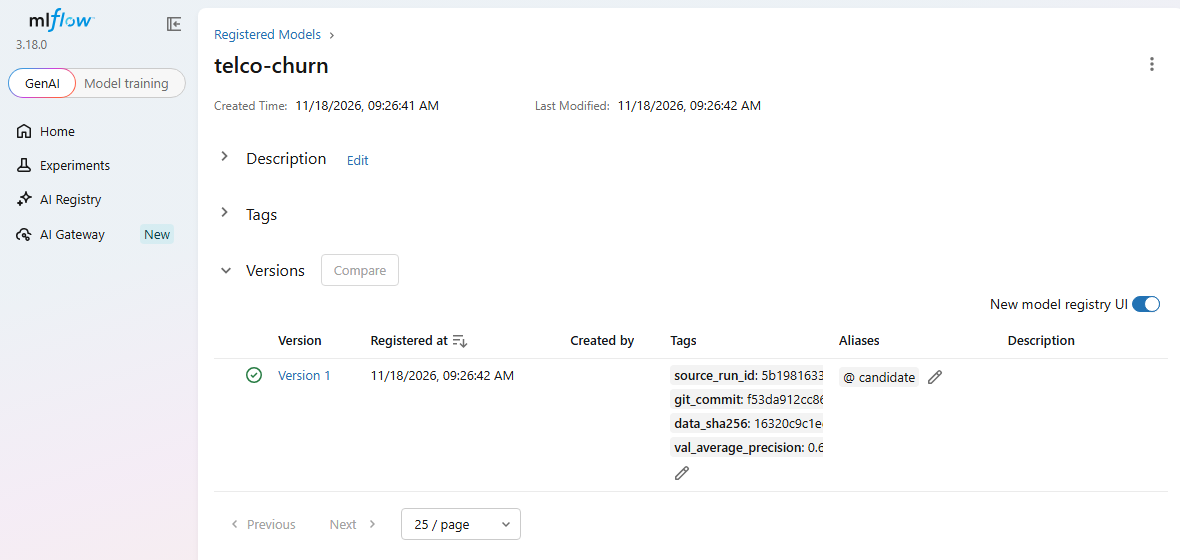 mlflow
3.18.0
GenAI Model training
Home
Experiments
AI Registry
AI Gateway New
Registered Models
telco-churn
Created Time: 11/18/2026, 09:26:41 AM Last Modified: 11/18/2026, 09:26:42 AM
Description Edit
Tags
Versions Compare
New model registry UI
Version Registered at Created by Tags Aliases Description
Version 1 11/18/2026, 09:26:42 AM source_run_id: 5b1981633 @ candidate
git_commit: f53da912cc86
data_sha256: 16320c9c1e
val_average_precision: 0.6
Previous Next 25 / page